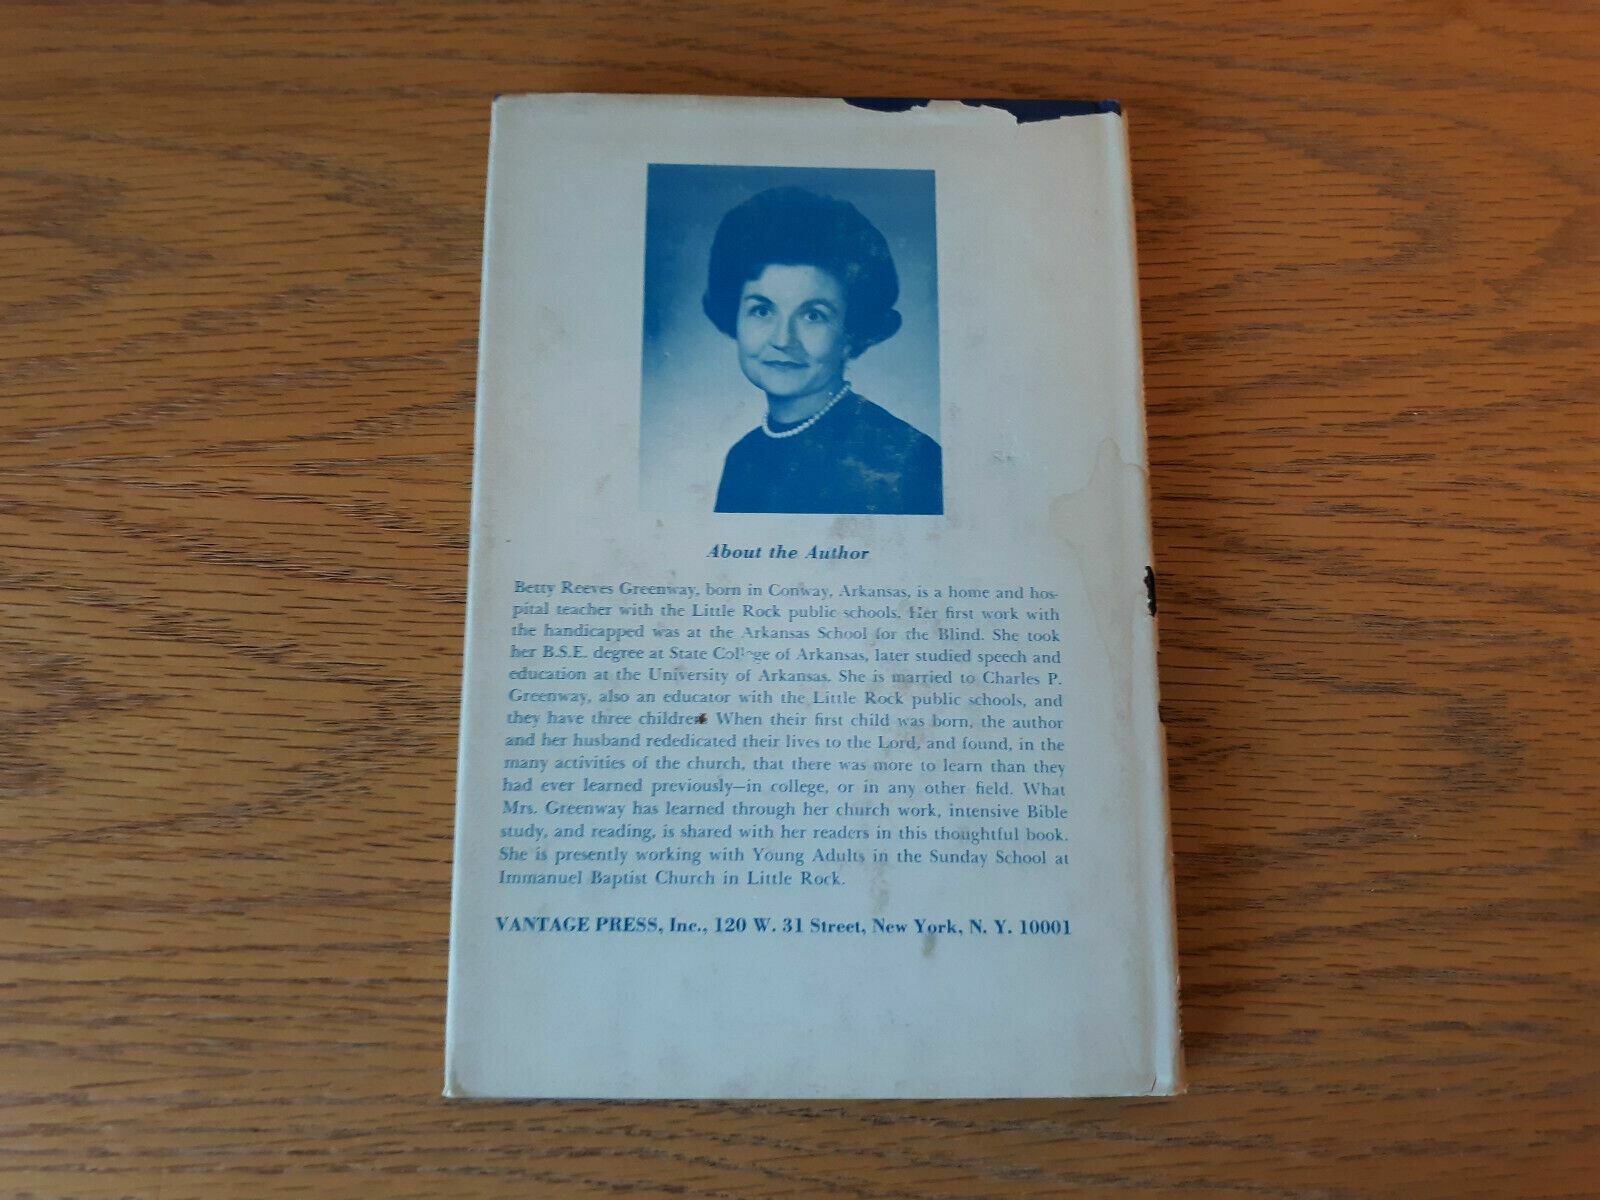 About the Author
Betty Reeves Greenway, born in Conway, Arkansas, is a home and hos-
pital teacher with the Little Rock public schools. Her first work with
the handicapped was at the Arkansas School for the Blind. She took
her B.S.E. degree at State College of Arkansas, later studied speech and
education at the University of Arkansas. She is married to Charles P.
Greenway, also an educator with the Little Rock public schools, and
they have three children. When their first child was born, the author
and her husband rededicated their lives to the Lord, and found, in the
many activities of the church, that there was more to learn than they
had ever learned previously—in college, or in any other field. What
Mrs. Greenway has learned through her church work, intensive Bible
study, and reading, is shared with her readers in this thoughtful book.
She is presently working with Young Adults in the Sunday School at
Immanuel Baptist Church in Little Rock.
VANTAGE PRESS, Inc., 120 W. 31 Street, New York, N. Y. 10001